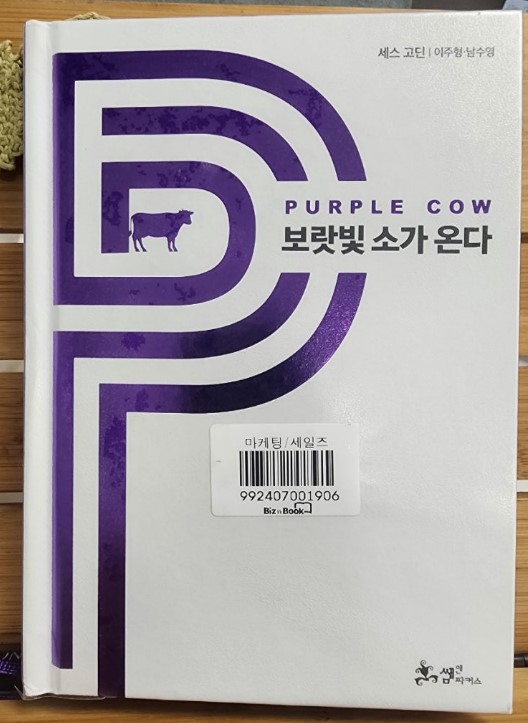 세스 고딘 | 이주형·남수영
PURPLE COW
보랏빛 소가 온다
마케팅/세일즈
992407001906
Biz n Book
쌤앤
파커스